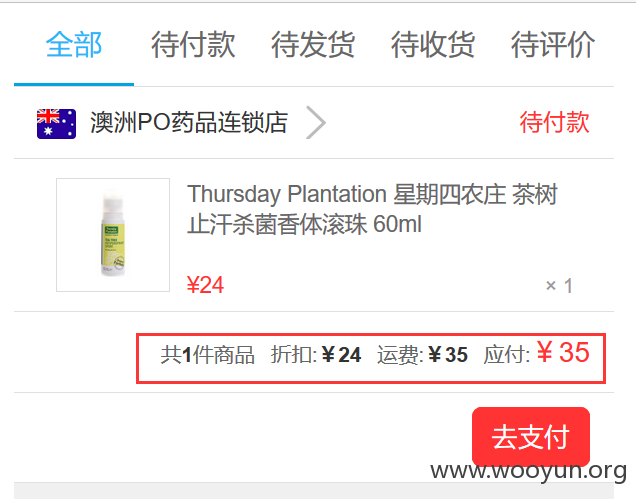 全部 待付款 待发货 待收货 待评价
澳洲PO药品连锁店 待付款
Thursday Plantation 星期四农庄 茶树
止汗杀菌香体滚珠 60ml
¥24 × 1
共1件商品 折扣:¥24 运费:¥35 应付:¥35
去支付
www.wooyun.org